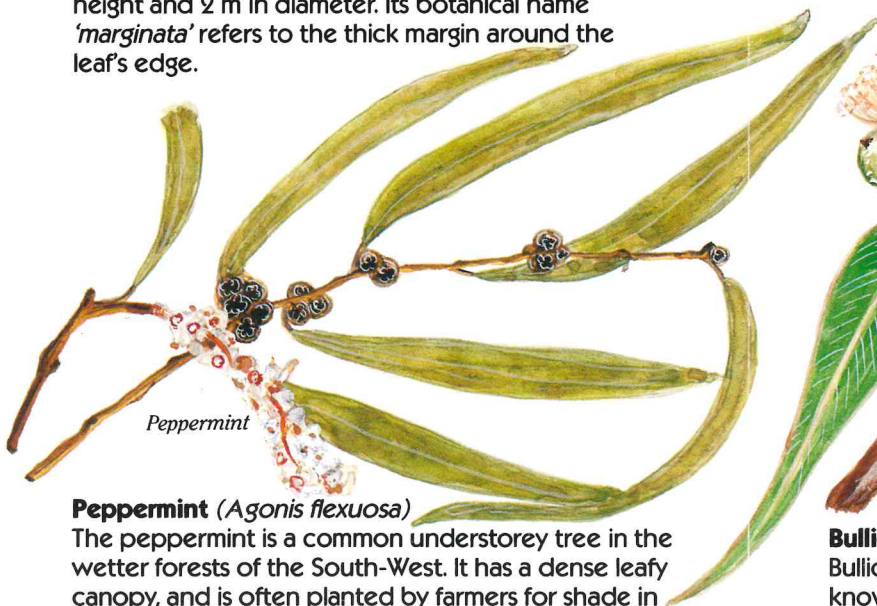 height and 2 m in diameter. Its botanical name
'marginata' refers to the thick margin around the
leaf's edge.
Peppermint
Peppermint (Agonis flexuosa)
The peppermint is a common understorey tree in the
wetter forests of the South-West. It has a dense leafy
canopy, and is often planted by farmers for shade in